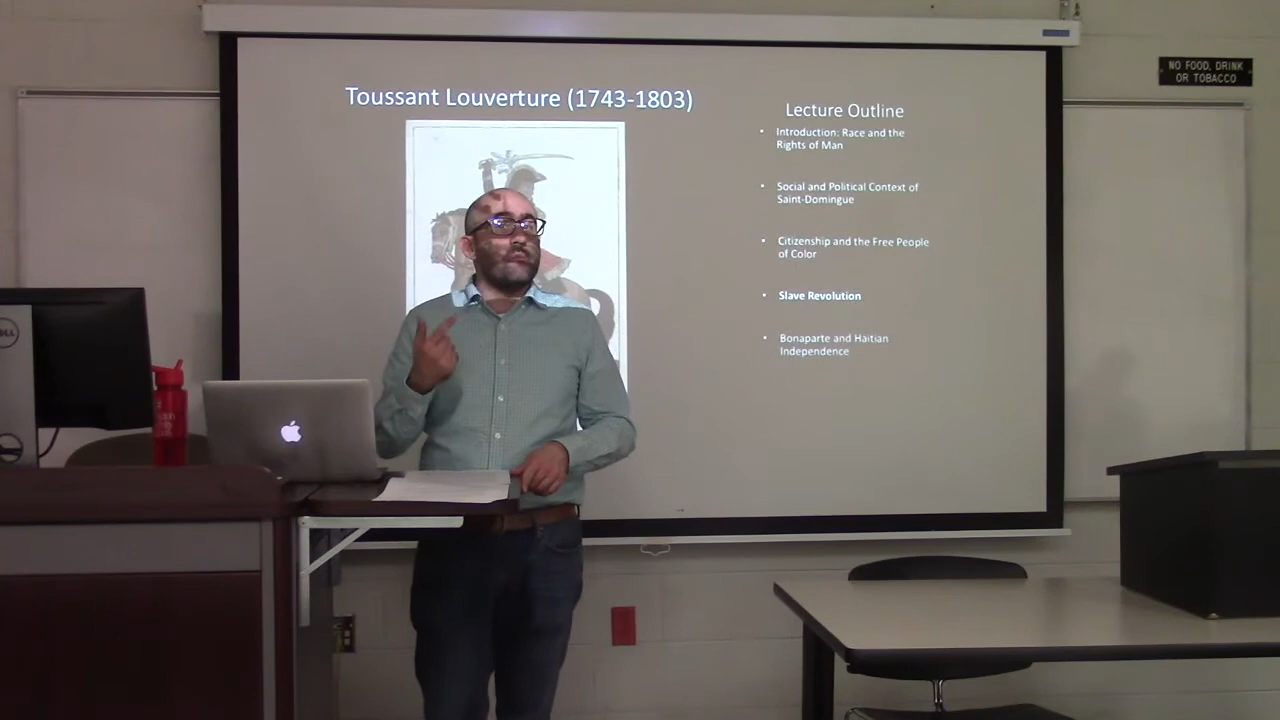 Toussant Louverture (1743-1803)
Lecture Outline
• Introduction: Race and the
Rights of Man
• Social and Political Context of
Saint-Domingue
• Citizenship and the Free People
of Color
• Slave Revolution
• Bonaparte and Haitian
Independence
NO FOOD, DRINK
OR TOBACCO